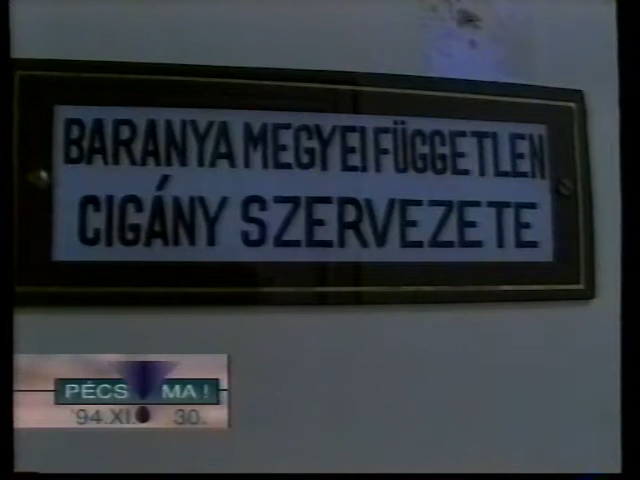 BARANYA MEGYEI FÜGGETLEN
CIGÁNY SZERVEZETE
PÉCS MA!
'94.XI. 30.